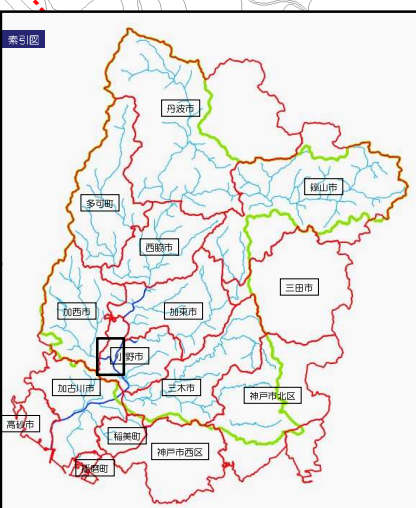 索引図
丹波市
篠山市
多可町
西脇市
三田市
加西市
加東市
小野市
加古川市
三木市
神戸市北区
高砂市
稲美町
神戸市西区
播磨町